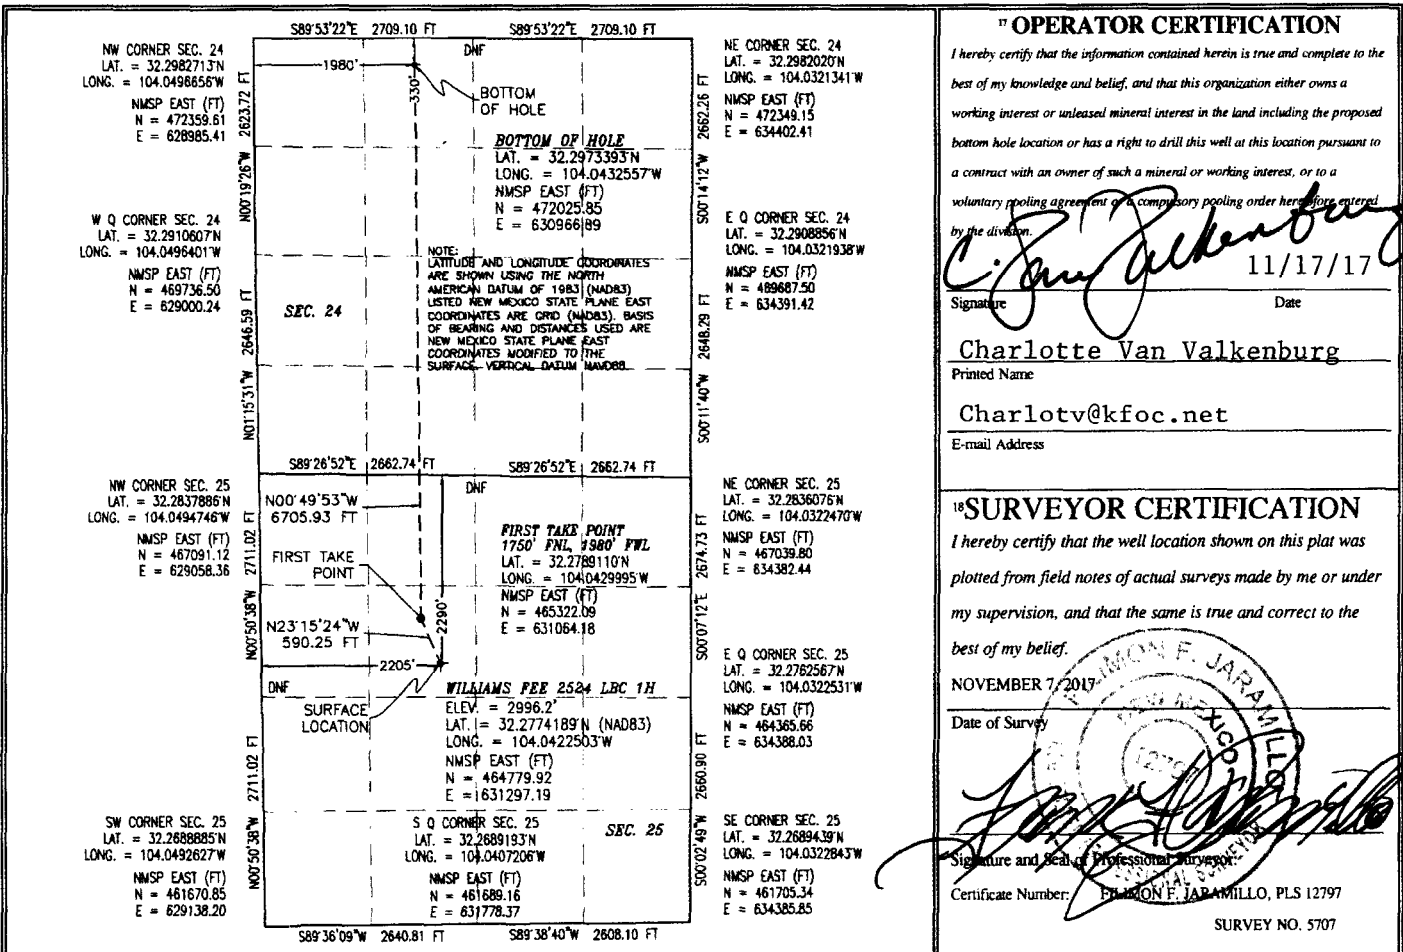 S89°53'22"E 2709.10 FT
S89°53'22"E 2709.10 FT
DNF
NW CORNER SEC. 24
LAT. = 32.2982713'N
LONG. = 104.0496656'W
NMSP EAST (FT)
N = 472359.61
E = 628985.41
1980'
330'
BOTTOM
OF HOLE
NE CORNER SEC. 24
LAT. = 32.2982020'N
LONG. = 104.0321341'W
NMSP EAST (FT)
N = 472349.15
E = 634402.41
N00°19'26"W 2623.72 FT
S00°14'12"W 2662.26 FT
BOTTOM OF HOLE
LAT. = 32.2973393'N
LONG. = 104.0432557'W
NMSP EAST (FT)
N = 472025.85
E = 630966.89
W Q CORNER SEC. 24
LAT. = 32.2910607'N
LONG. = 104.0496401'W
NMSP EAST (FT)
N = 469736.50
E = 629000.24
E Q CORNER SEC. 24
LAT. = 32.2908856'N
LONG. = 104.0321938'W
NMSP EAST (FT)
N = 469687.50
E = 634391.42
NOTE:
LATITUDE AND LONGITUDE COORDINATES
ARE SHOWN USING THE NORTH
AMERICAN DATUM OF 1983 (NAD83)
LISTED NEW MEXICO STATE PLANE EAST
COORDINATES ARE GRID (NAD83). BASIS
OF BEARING AND DISTANCES USED ARE
NEW MEXICO STATE PLANE EAST
COORDINATES MODIFIED TO THE
SURFACE. VERTICAL DATUM NAVD88.
SEC. 24
N01°15'31"W 2646.59 FT
S00°11'40"W 2648.29 FT
S89°26'52"E 2662.74 FT
S89°26'52"E 2662.74 FT
DNF
NW CORNER SEC. 25
LAT. = 32.2837886'N
LONG. = 104.0494746'W
NMSP EAST (FT)
N = 467091.12
E = 629058.36
N00°49'53"W
6705.93 FT
FIRST TAKE
POINT
N23°15'24"W
590.25 FT
FIRST TAKE POINT
1750' FNL, 1980' FWL
LAT. = 32.2789110'N
LONG. = 104.0429995'W
NMSP EAST (FT)
N = 465322.09
E = 631064.18
NE CORNER SEC. 25
LAT. = 32.2836076'N
LONG. = 104.0322470'W
NMSP EAST (FT)
N = 467039.80
E = 634382.44
N00°50'38"W 2711.02 FT
S00°07'12"E 2674.73 FT
2290'
2205'
DNF
SURFACE
LOCATION
WILLIAMS FEE 2524 LBC 1H
ELEV. = 2996.2'
LAT. = 32.2774189'N (NAD83)
LONG. = 104.0422503'W
NMSP EAST (FT)
N = 464779.92
E = 631297.19
E Q CORNER SEC. 25
LAT. = 32.2762567'N
LONG. = 104.0322531'W
NMSP EAST (FT)
N = 464365.66
E = 634388.03
N00°50'38"W 2711.02 FT
S00°02'49"W 2660.90 FT
SW CORNER SEC. 25
LAT. = 32.2688885'N
LONG. = 104.0492627'W
NMSP EAST (FT)
N = 461670.85
E = 629138.20
S Q CORNER SEC. 25
LAT. = 32.2689193'N
LONG. = 104.0407206'W
NMSP EAST (FT)
N = 461689.16
E = 631778.37
SEC. 25
SE CORNER SEC. 25
LAT. = 32.2689439'N
LONG. = 104.0322843'W
NMSP EAST (FT)
N = 461705.34
E = 634385.85
S89°36'09"W 2640.81 FT
S89°38'40"W 2608.10 FT
17 OPERATOR CERTIFICATION
I hereby certify that the information contained herein is true and complete to the
best of my knowledge and belief, and that this organization either owns a
working interest or unleased mineral interest in the land including the proposed
bottom hole location or has a right to drill this well at this location pursuant to
a contract with an owner of such a mineral or working interest, or to a
voluntary pooling agreement or a compulsory pooling order heretofore entered
by the division.
11/17/17
Signature Date
Charlotte Van Valkenburg
Printed Name
Charlotv@kfoc.net
E-mail Address
18 SURVEYOR CERTIFICATION
I hereby certify that the well location shown on this plat was
plotted from field notes of actual surveys made by me or under
my supervision, and that the same is true and correct to the
best of my belief.
NOVEMBER 7, 2017
Date of Survey
FILIMON F. JARAMILLO
NEW MEXICO
12797
PROFESSIONAL SURVEYOR
Signature and Seal of Professional Surveyor:
Certificate Number: FILIMON F. JARAMILLO, PLS 12797
SURVEY NO. 5707